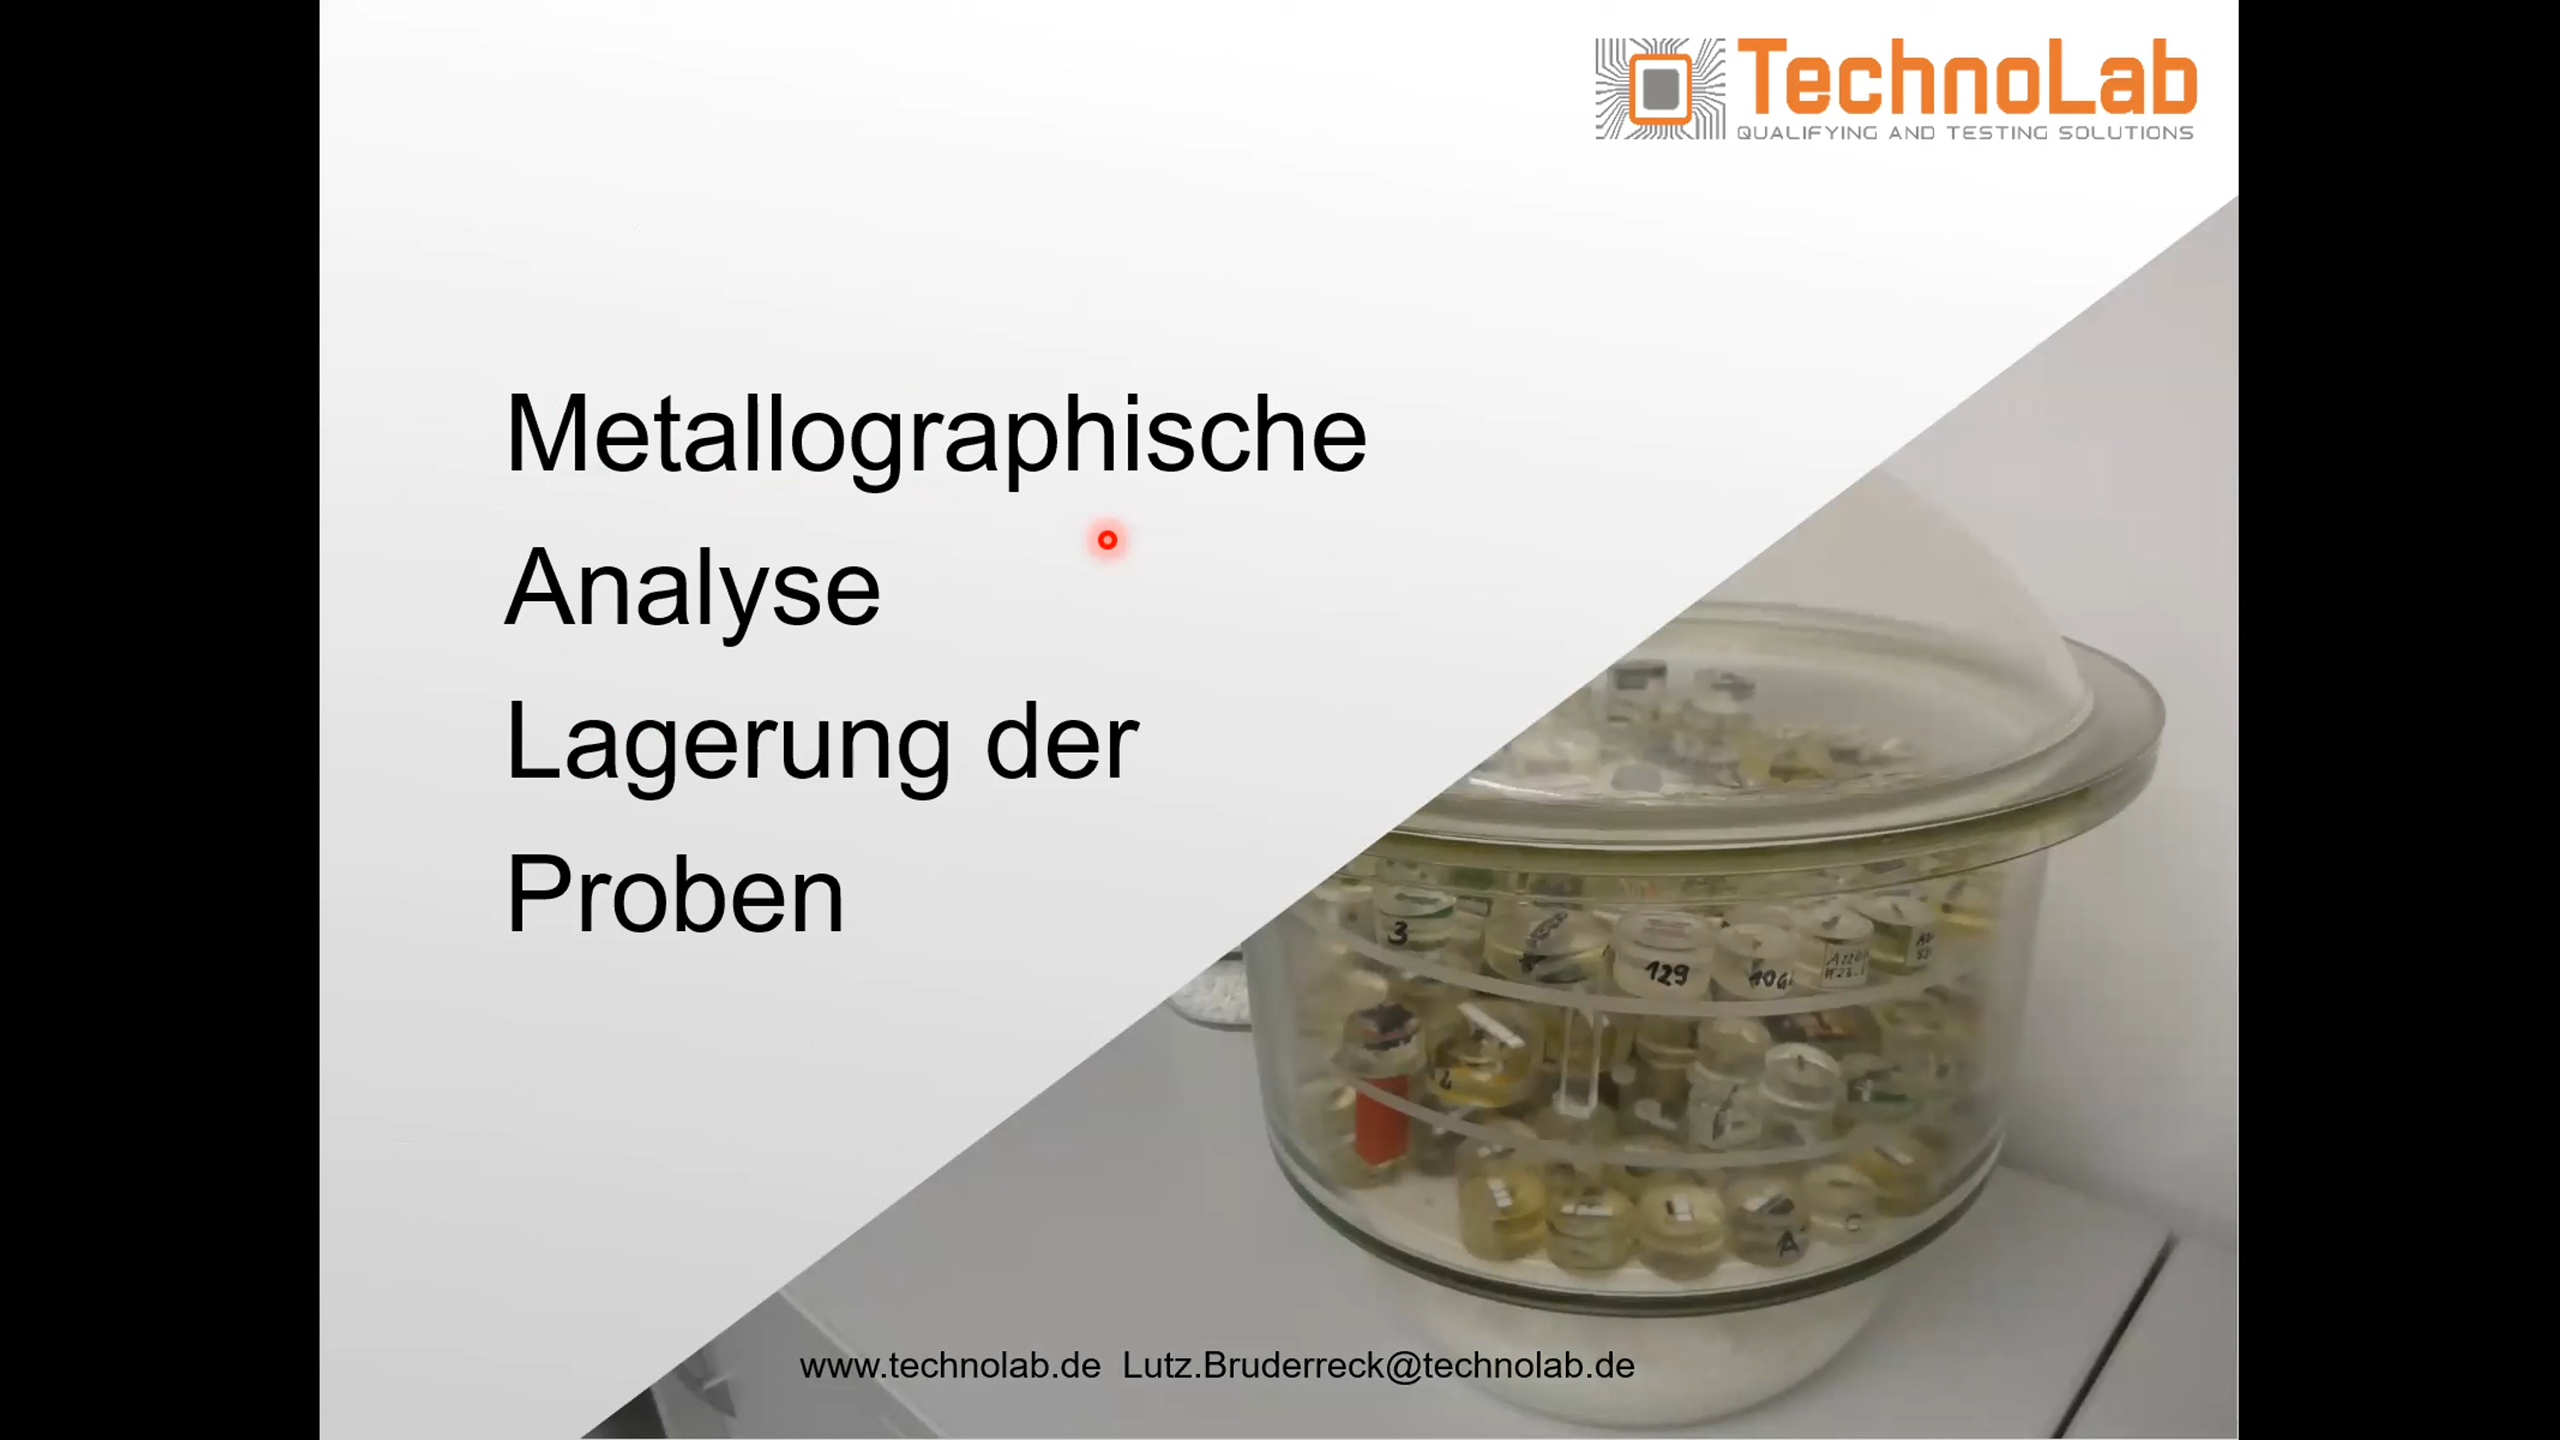 TechnoLab
QUALIFYING AND TESTING SOLUTIONS
Metallographische
Analyse
Lagerung der
Proben
3
129
A
www.technolab.de Lutz.Bruderreck@technolab.de